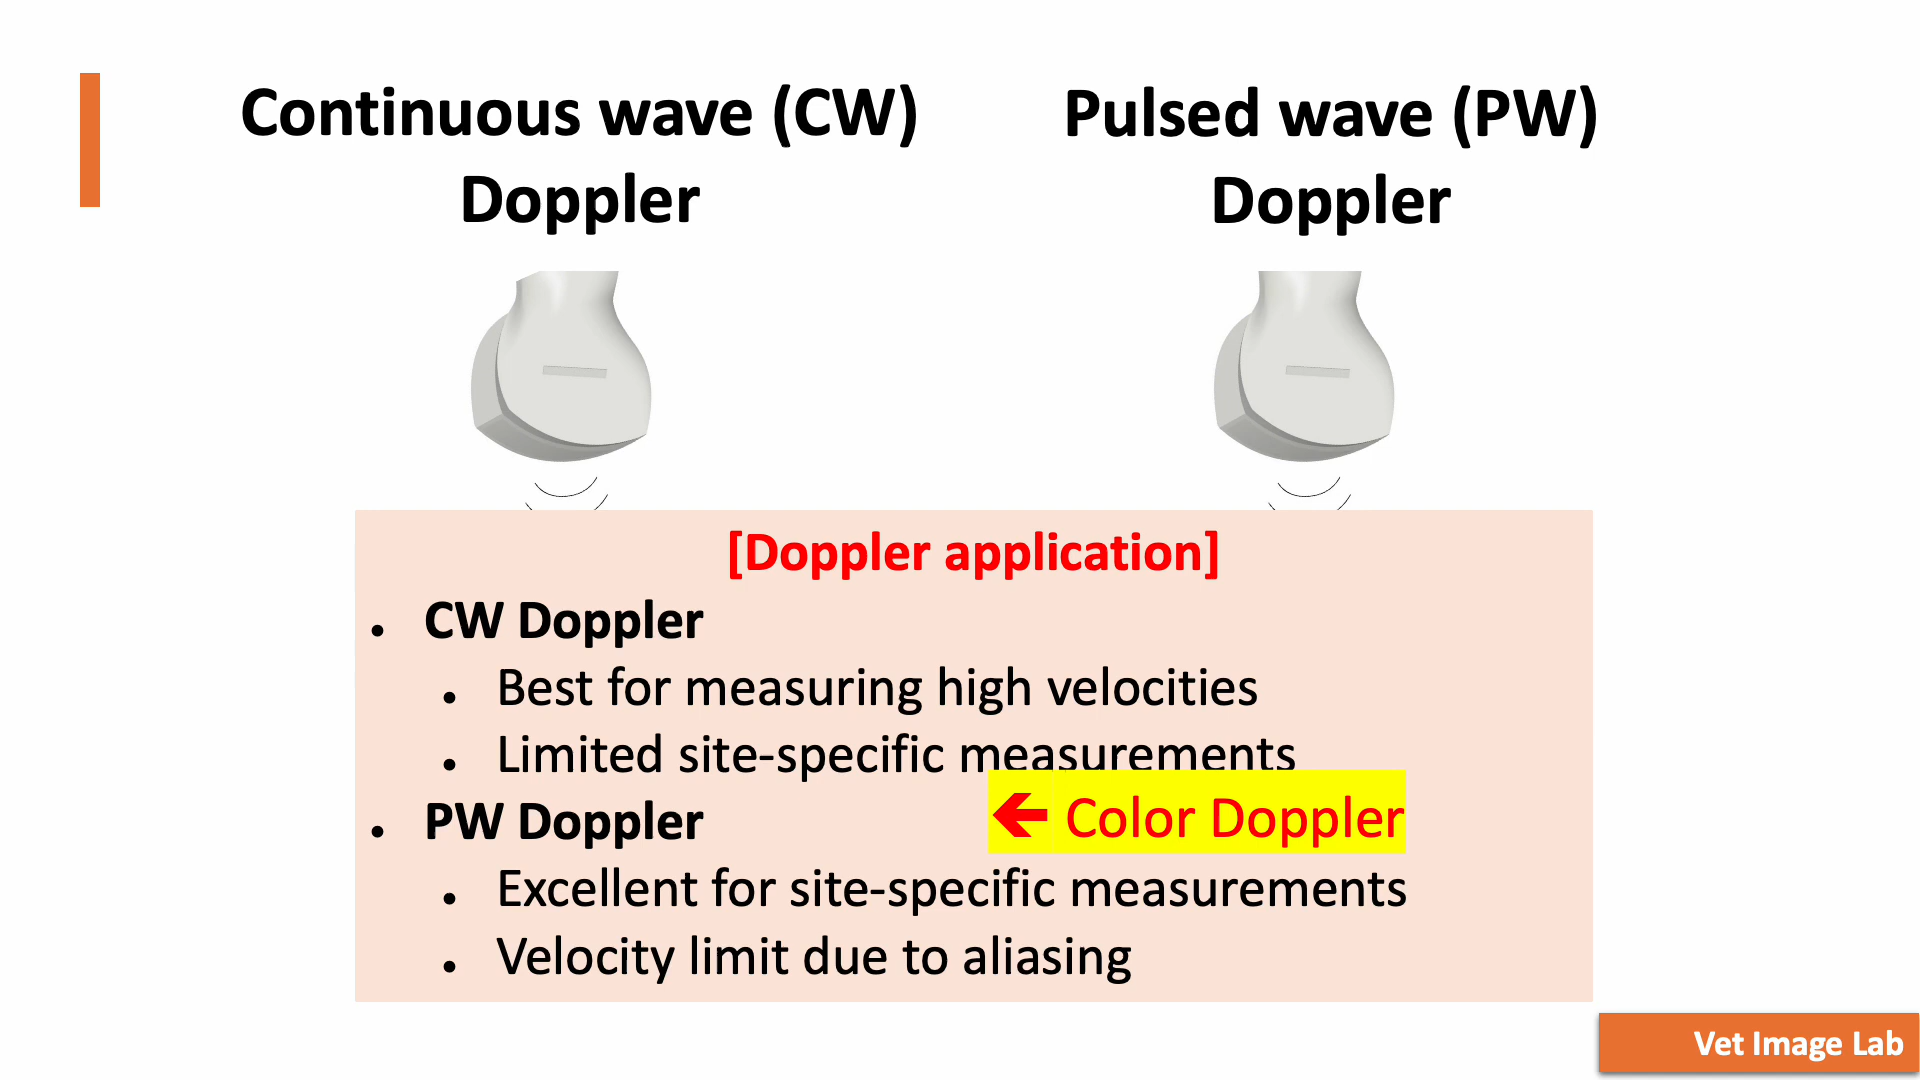 Continuous wave (CW)
Doppler
Pulsed wave (PW)
Doppler
[Doppler application]
• CW Doppler
• Best for measuring high velocities
• Limited site-specific measurements
• PW Doppler
← Color Doppler
• Excellent for site-specific measurements
• Velocity limit due to aliasing
Vet Image Lab